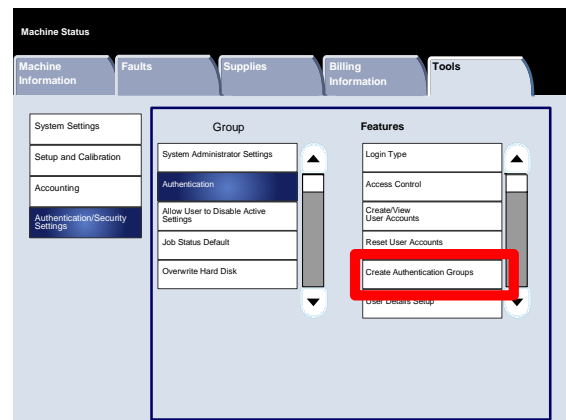 Machine Status
Machine
Information
Faults
Supplies
Billing
Information
Tools
System Settings
Setup and Calibration
Accounting
Authentication/Security
Settings
Group
System Administrator Settings
Authentication
Allow User to Disable Active
Settings
Job Status Default
Overwrite Hard Disk
Features
Login Type
Access Control
Create/View
User Accounts
Reset User Accounts
Create Authentication Groups
User Details Setup